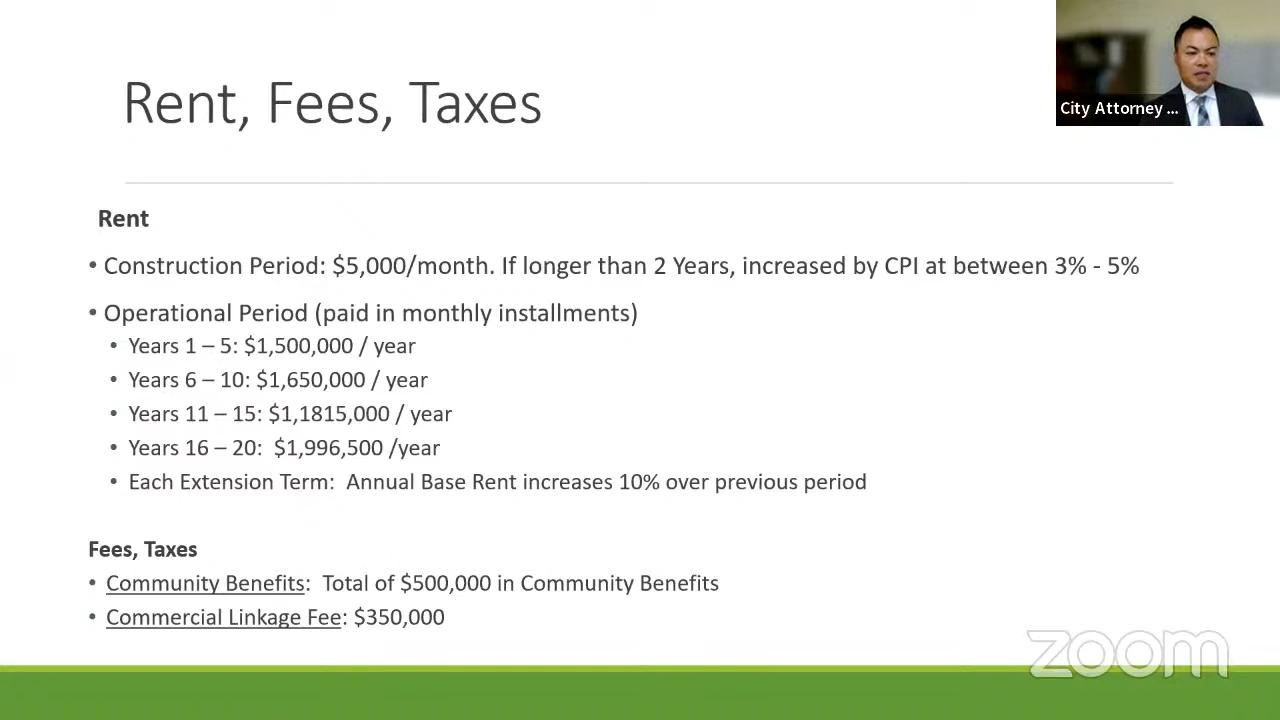 Rent, Fees, Taxes
City Attorney ...
Rent
• Construction Period: $5,000/month. If longer than 2 Years, increased by CPI at between 3% - 5%
• Operational Period (paid in monthly installments)
• Years 1 – 5: $1,500,000 / year
• Years 6 – 10: $1,650,000 / year
• Years 11 – 15: $1,1815,000 / year
• Years 16 – 20:  $1,996,500 /year
• Each Extension Term:  Annual Base Rent increases 10% over previous period
Fees, Taxes
• Community Benefits:  Total of $500,000 in Community Benefits
• Commercial Linkage Fee: $350,000
zoom